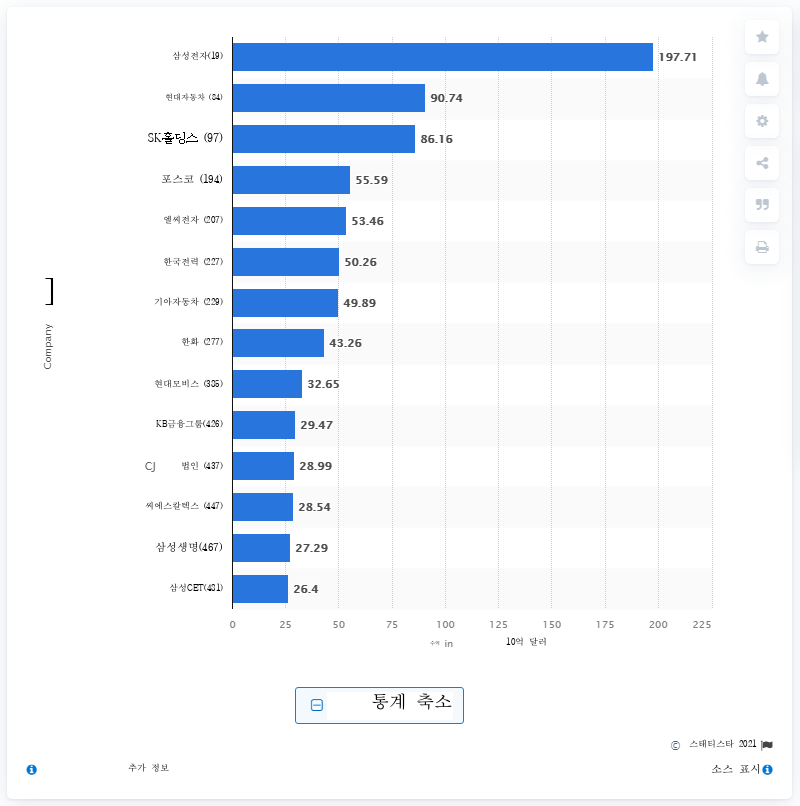 삼성전자(19)
197.71
현대자동차 (84)
90.74
SK홀딩스 (97)
86.16
포스코 (194)
55.59
엘씨전자 (207)
53.46
한국전력 (227)
50.26
기아자동차 (229)
49.89
한화 (277)
43.26
현대모비스 (335)
32.65
KB금융그룹(426)
29.47
CJ 법인 (437)
28.99
씨에스칼텍스 (447)
28.54
삼성생명(467)
27.29
삼성CET(481)
26.4
]
Company
0 25 50 75 100 125 150 175 200 225
수익 in 10억 달러
통계 축소
© 스태티스타 2021
추가 정보
소스 표시